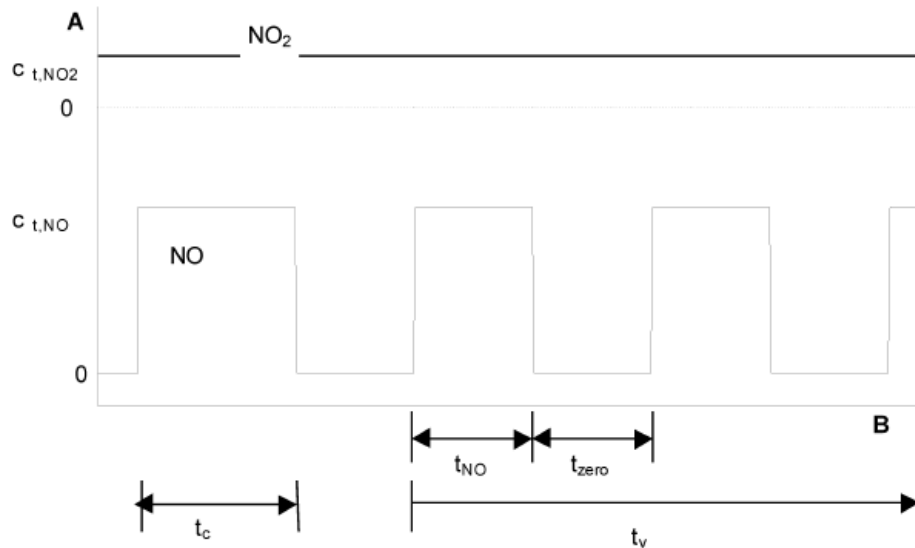 A
NO₂
c t,NO2
0
c t,NO
NO
0
B
tNO
tzero
tc
tv